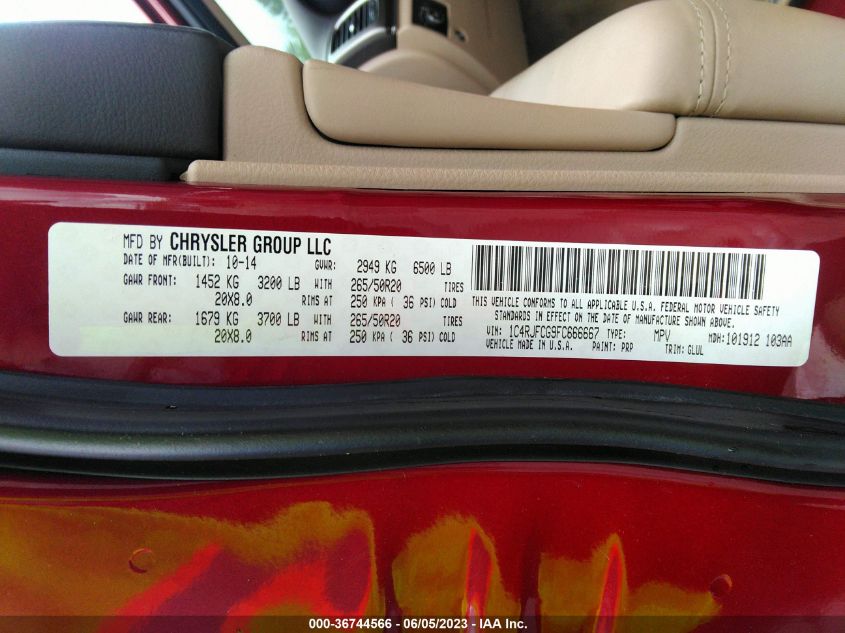 MFD BY CHRYSLER GROUP LLC
DATE OF MFR(BUILT): 10-14 GVWR: 2949 KG 6500 LB
GAWR FRONT: 1452 KG 3200 LB WITH 265/50R20 TIRES
20X8.0 RIMS AT 250 KPA ( 36 PSI) COLD
GAWR REAR: 1679 KG 3700 LB WITH 265/50R20 TIRES
20X8.0 RIMS AT 250 KPA ( 36 PSI) COLD
THIS VEHICLE CONFORMS TO ALL APPLICABLE U.S.A. FEDERAL MOTOR VEHICLE SAFETY
STANDARDS IN EFFECT ON THE DATE OF MANUFACTURE SHOWN ABOVE.
VIN: 1C4RJFCG9FC666667 TYPE: MPV MDH:101912 103AA
VEHICLE MADE IN U.S.A. PAINT: PRP TRIM: GLUL
000-36744566 - 06/05/2023 - IAA Inc.